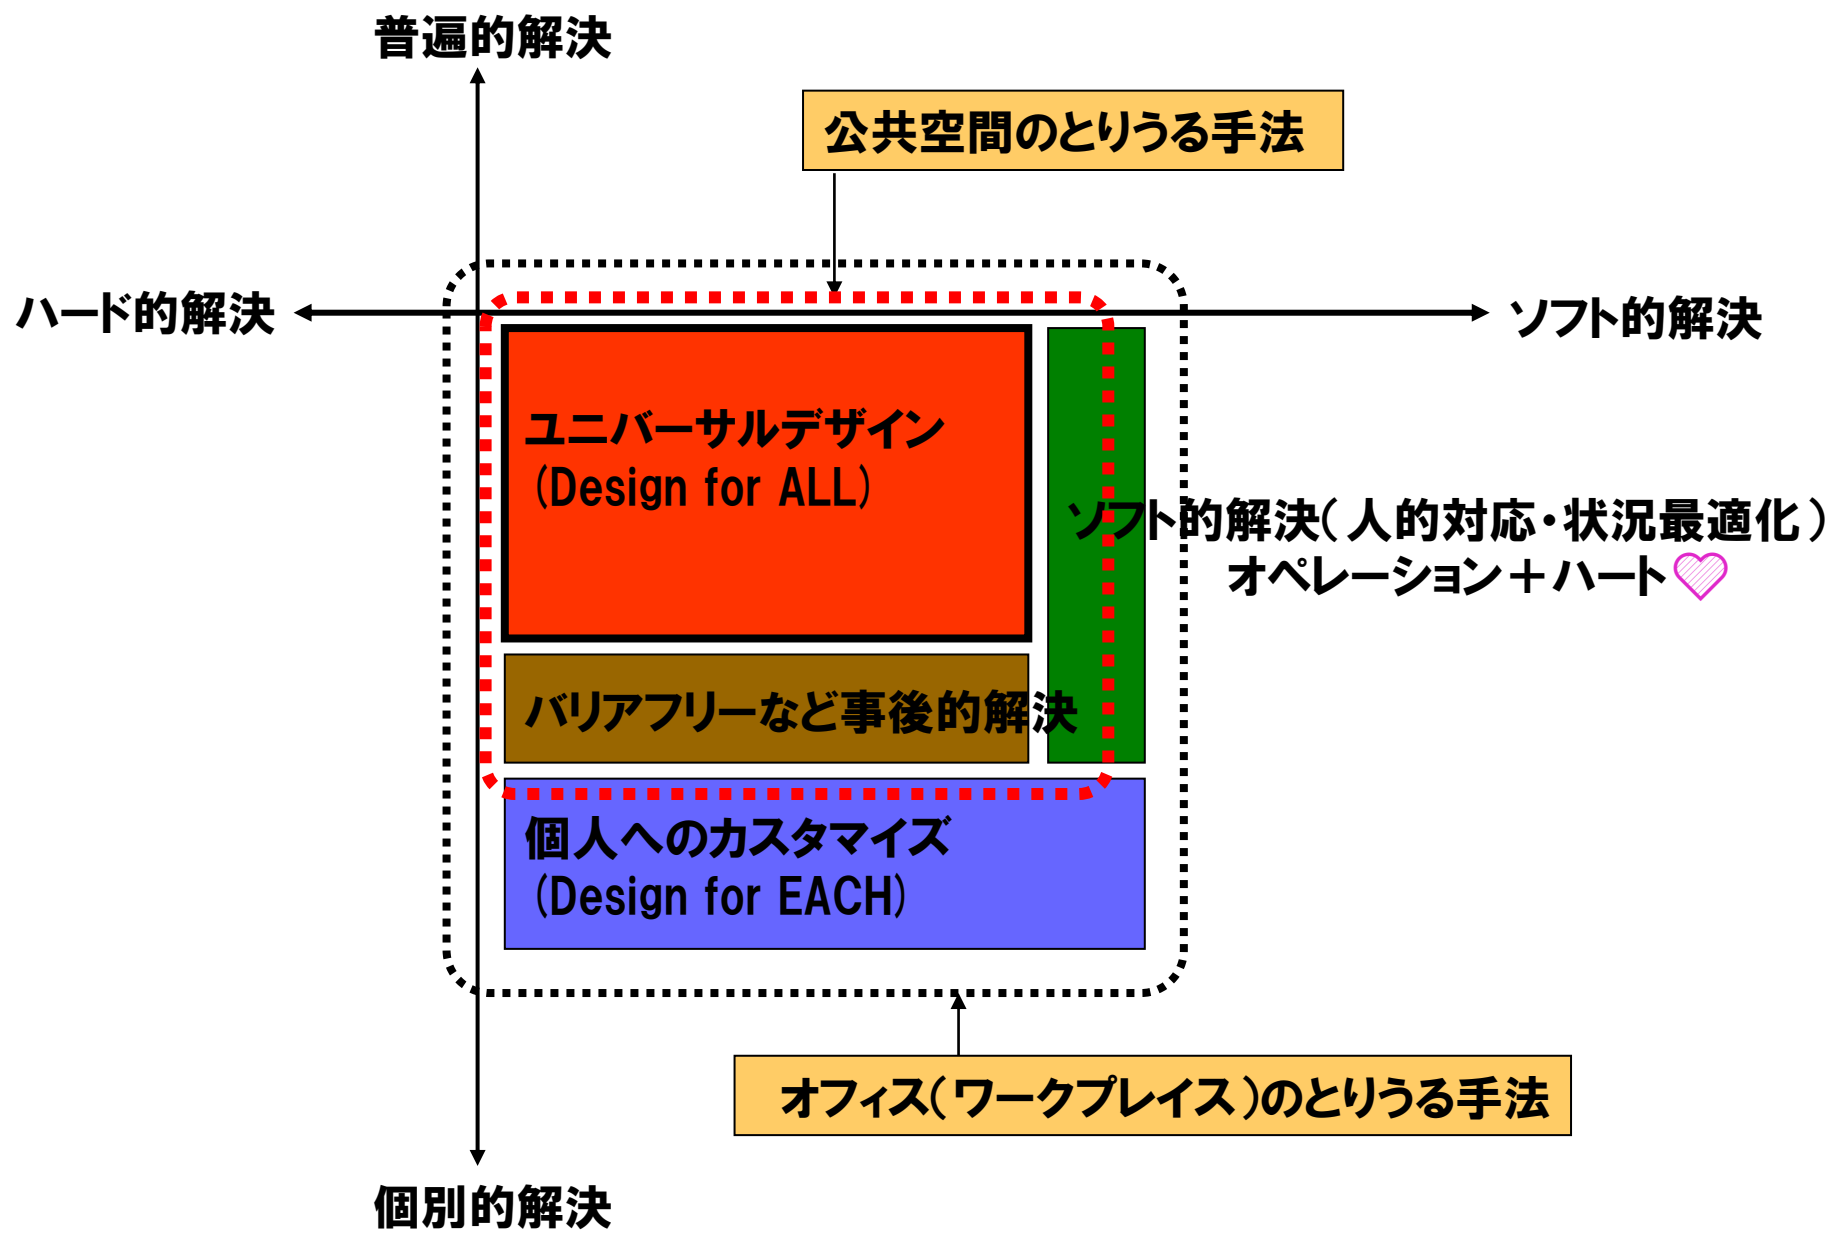 普遍的解決
公共空間のとりうる手法
ハード的解決
ソフト的解決
ユニバーサルデザイン
(Design for ALL)
ソフト的解決(人的対応・状況最適化)
オペレーション+ハート
バリアフリーなど事後的解決
個人へのカスタマイズ
(Design for EACH)
オフィス(ワークプレイス)のとりうる手法
個別的解決